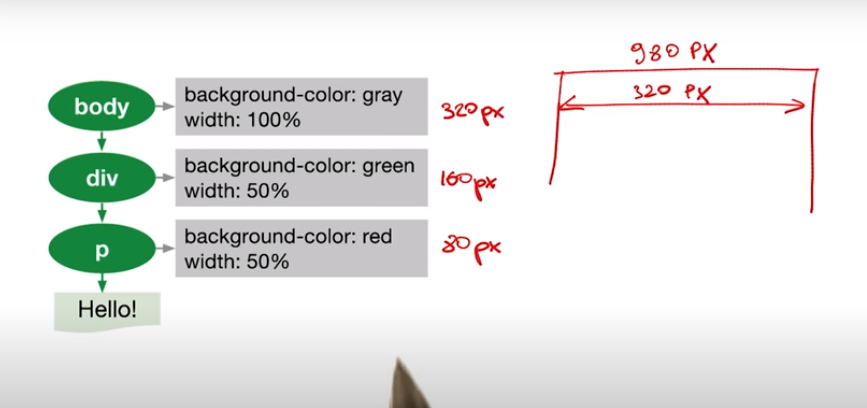 980 PX
320 PX
body
background-color: gray
width: 100%
320px
div
background-color: green
width: 50%
160px
p
background-color: red
width: 50%
80px
Hello!